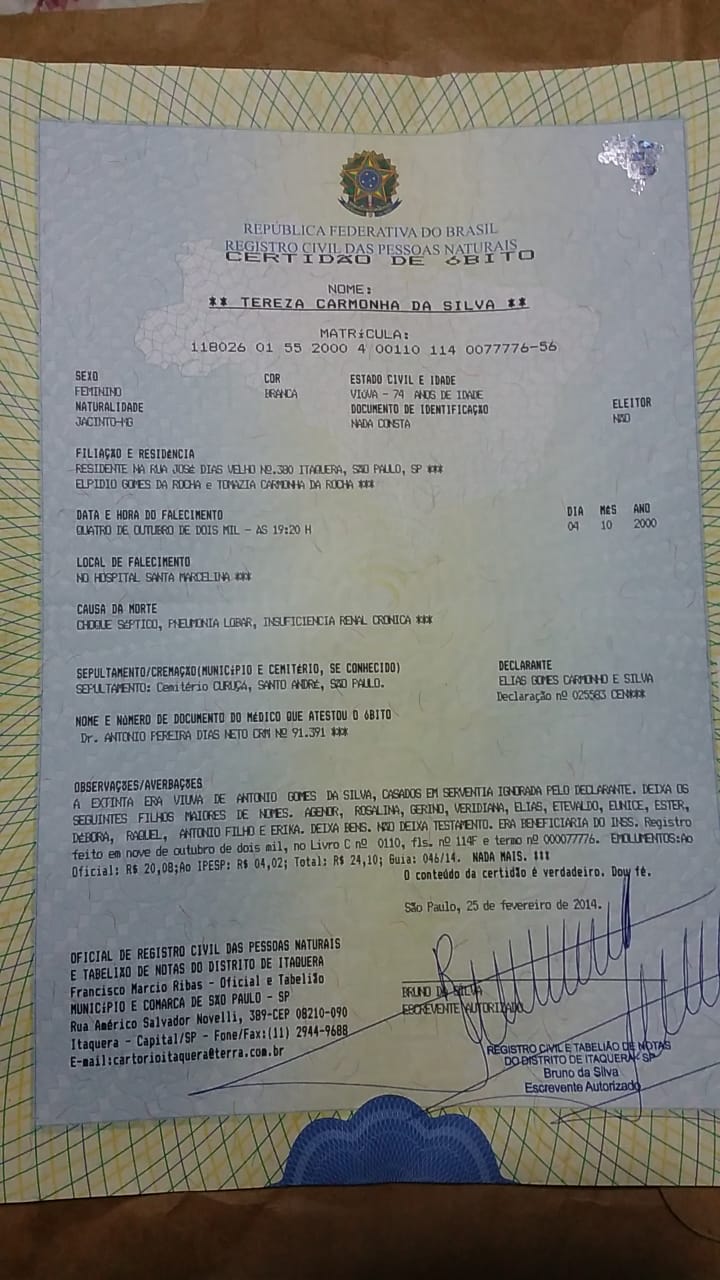 REPÚBLICA FEDERATIVA DO BRASIL
REGISTRO CIVIL DAS PESSOAS NATURAIS
CERTIDÃO DE ÓBITO
NOME:
** TEREZA CARMONHA DA SILVA **
MATRÍCULA:
118026 01 55 2000 4 00110 114 0077776-56
SEXO COR ESTADO CIVIL E IDADE
FEMININO BRANCA VIÚVA - 74 ANOS DE IDADE
NATURALIDADE DOCUMENTO DE IDENTIFICAÇÃO ELEITOR
JACINTO-MG NADA CONSTA NÃO
FILIAÇÃO E RESIDÊNCIA
RESIDENTE NA RUA JOSÉ DIAS VELHO Nº.380 ITAQUERA, SÃO PAULO, SP ***
ELPIDIO GOMES DA ROCHA e TOMAZIA CARMONHA DA ROCHA ***
DATA E HORA DO FALECIMENTO DIA MÊS ANO
QUATRO DE OUTUBRO DE DOIS MIL - AS 19:20 H 04 10 2000
LOCAL DE FALECIMENTO
NO HOSPITAL SANTA MARCELINA ***
CAUSA DA MORTE
CHOQUE SÉPTICO, PNEUMONIA LOBAR, INSUFICIENCIA RENAL CRONICA ***
SEPULTAMENTO/CREMAÇÃO(MUNICÍPIO E CEMITÉRIO, SE CONHECIDO) DECLARANTE
SEPULTAMENTO: Cemitério CURUÇÁ, SANTO ANDRÉ, SÃO PAULO. ELIAS GOMES CARMONHO E SILVA
Declaração nº 025583 CEN***
NOME E NÚMERO DE DOCUMENTO DO MÉDICO QUE ATESTOU O ÓBITO
Dr. ANTONIO PEREIRA DIAS NETO CRM Nº 91.391 ***
OBSERVAÇÕES/AVERBAÇÕES
A EXTINTA ERA VIUVA DE ANTONIO GOMES DA SILVA, CASADOS EM SERVENTIA IGNORADA PELO DECLARANTE. DEIXA OS
SEGUINTES FILHOS MAIORES DE NOMES. AGENOR, ROSALINA, GERINO, VERIDIANA, ELIAS, ETEVALDO, EUNICE, ESTER,
DÉBORA, RAQUEL, ANTONIO FILHO E ERIKA. DEIXA BENS. NÃO DEIXA TESTAMENTO. ERA BENEFICIARIA DO INSS. Registro
feito em nove de outubro de dois mil, no Livro C nº 0110, fls. nº 114F e termo nº 000077776. EMOLUMENTOS:Ao
Oficial: R$ 20,08;Ao IPESP: R$ 04,02; Total: R$ 24,10; Guia: 046/14. NADA MAIS. ***
O conteúdo da certidão é verdadeiro. Dou fé.
São Paulo, 25 de fevereiro de 2014.
OFICIAL DE REGISTRO CIVIL DAS PESSOAS NATURAIS
E TABELIÃO DE NOTAS DO DISTRITO DE ITAQUERA
Francisco Marcio Ribas - Oficial e Tabelião
MUNICÍPIO E COMARCA DE SÃO PAULO - SP
Rua Américo Salvador Novelli, 389-CEP 08210-090
Itaquera - Capital/SP - Fone/Fax:(11) 2944-9688
E-mail:cartorioitaquera@terra.com.br
BRUNO DA SILVA
ESCREVENTE AUTORIZADO
REGISTRO CIVIL E TABELIÃO DE NOTAS
DO DISTRITO DE ITAQUERA - SP
Bruno da Silva
Escrevente Autorizado